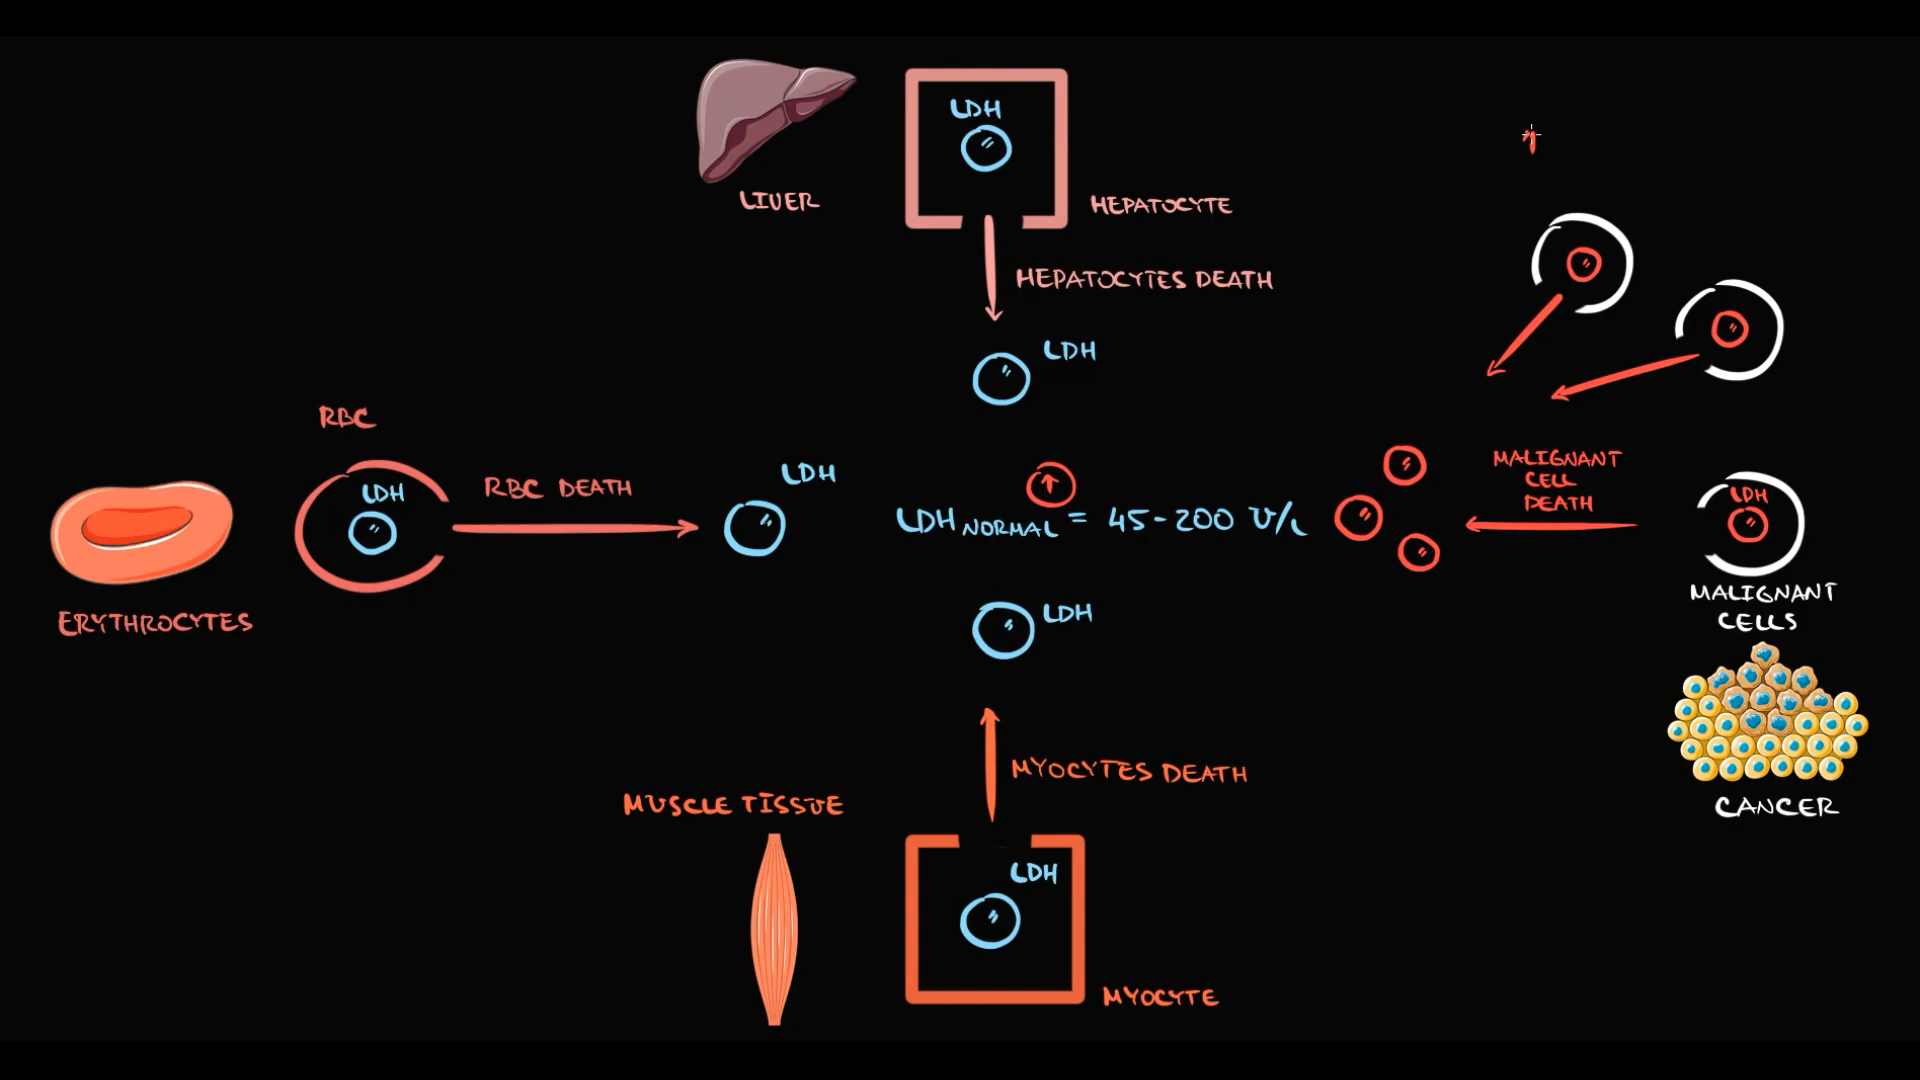 LDH
LIVER
HEPATOCYTE
HEPATOCYTES DEATH
LDH
RBC
LDH
RBC DEATH
LDH
LDH NORMAL = 45-200 U/L
↑
MALIGNANT
CELL
DEATH
LDH
MALIGNANT
CELLS
ERYTHROCYTES
LDH
MYOCYTES DEATH
MUSCLE TISSUE
CANCER
LDH
MYOCYTE